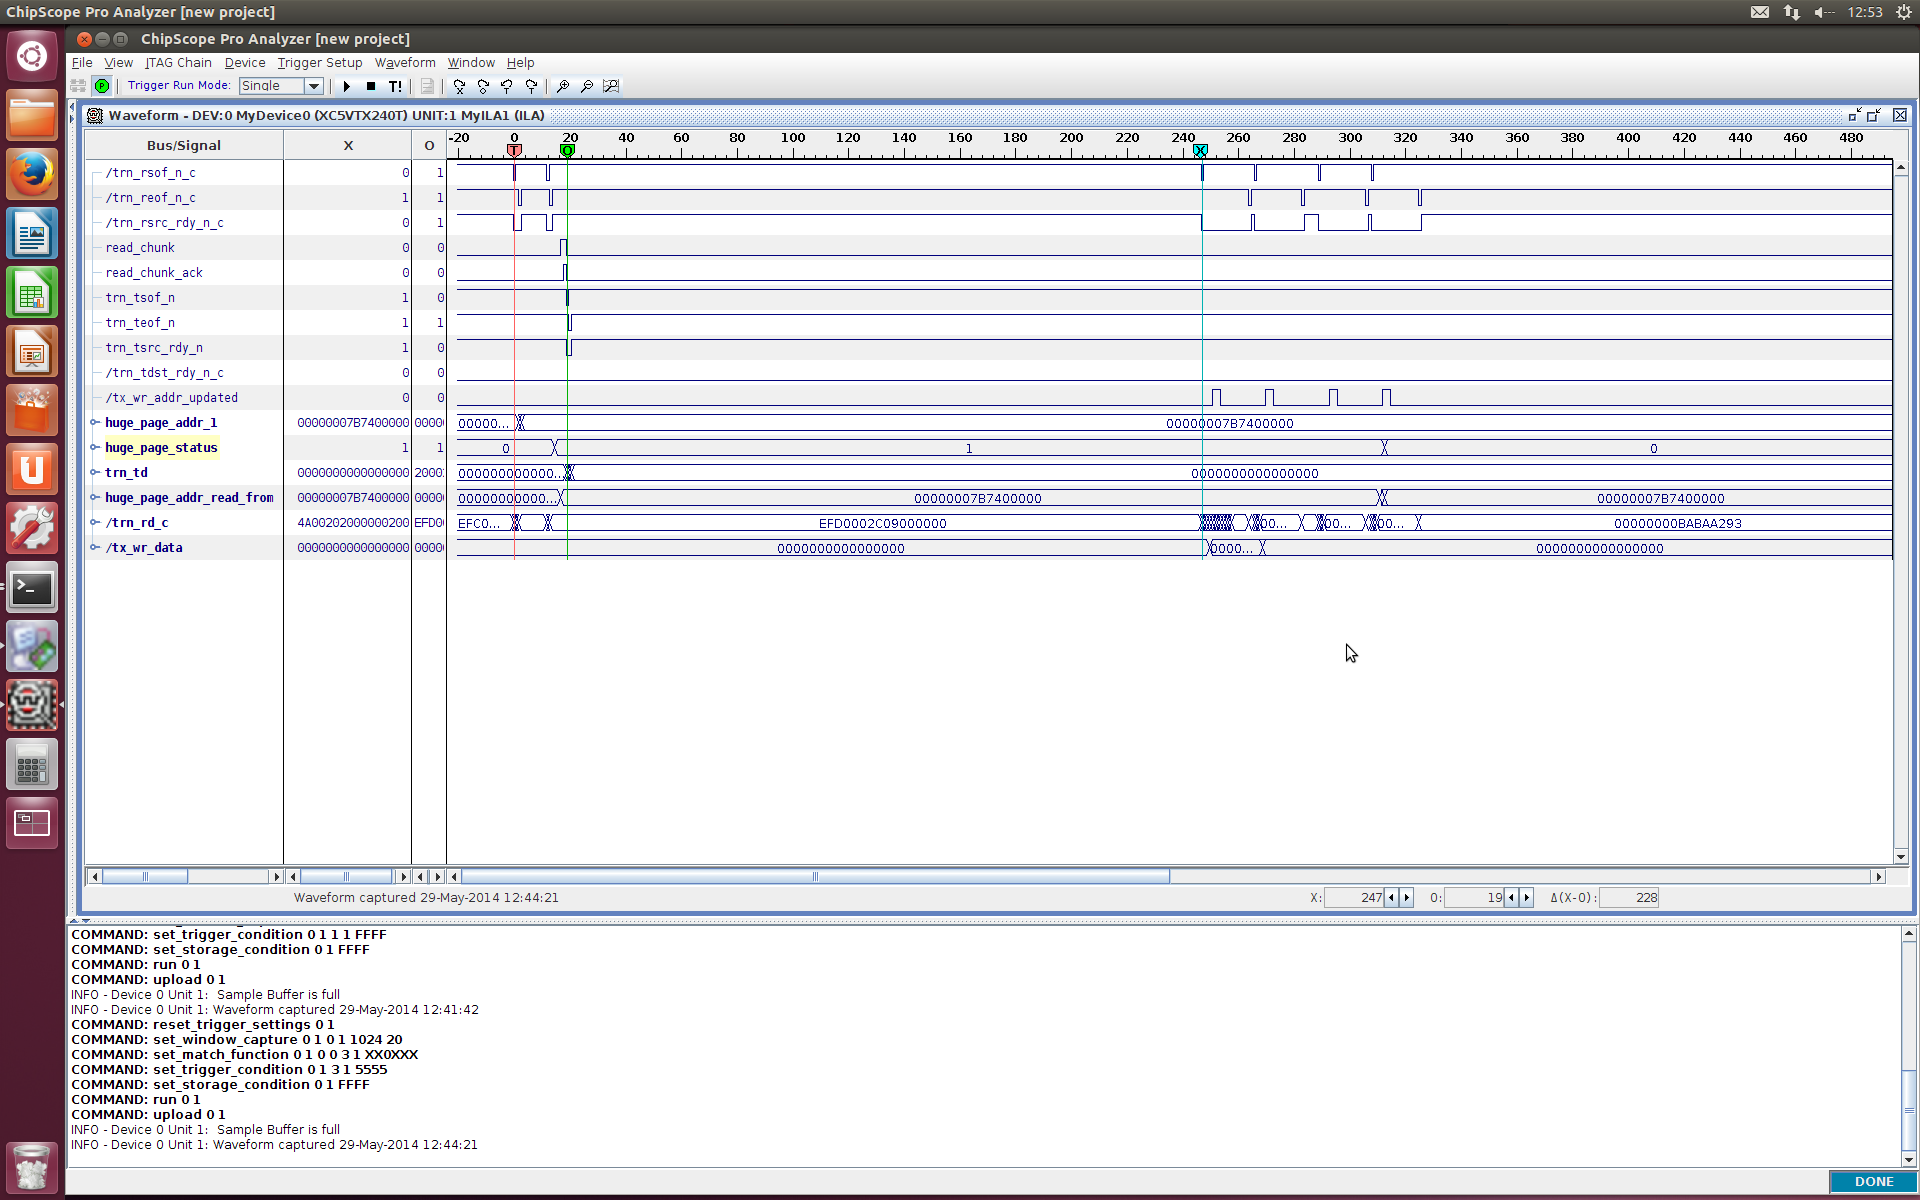 ChipScope Pro Analyzer [new project]
12:53
ChipScope Pro Analyzer [new project]
File View JTAG Chain Device Trigger Setup Waveform Window Help
Trigger Run Mode: Single T!
Waveform - DEV:0 MyDevice0 (XC5VTX240T) UNIT:1 MyILA1 (ILA)
Bus/Signal X O -20 0 20 40 60 80 100 120 140 160 180 200 220 240 260 280 300 320 340 360 380 400 420 440 460 480
T O X
/trn_rsof_n_c 0 1
/trn_reof_n_c 1 1
/trn_rsrc_rdy_n_c 0 1
read_chunk 0 0
read_chunk_ack 0 0
trn_tsof_n 1 0
trn_teof_n 1 1
trn_tsrc_rdy_n 1 0
/trn_tdst_rdy_n_c 0 0
/tx_wr_addr_updated 0 0
huge_page_addr_1 00000007B7400000 0000 00000... 00000007B7400000
huge_page_status 1 1 0 1 0
trn_td 0000000000000000 2000 000000000000... 0000000000000000
huge_page_addr_read_from 00000007B7400000 0000 000000000000... 00000007B7400000 00000007B7400000
/trn_rd_c 4A00202000000200 EFD0 EFC0... EFD0002C09000000 00... 00... 00... 00000000BABAA293
/tx_wr_data 0000000000000000 0000 0000000000000000 0000... 0000000000000000
Waveform captured 29-May-2014 12:44:21 X: 247 O: 19 Δ(X-O): 228
COMMAND: set_trigger_condition 0 1 1 1 FFFF
COMMAND: set_storage_condition 0 1 FFFF
COMMAND: run 0 1
COMMAND: upload 0 1
INFO - Device 0 Unit 1: Sample Buffer is full
INFO - Device 0 Unit 1: Waveform captured 29-May-2014 12:41:42
COMMAND: reset_trigger_settings 0 1
COMMAND: set_window_capture 0 1 0 1 1024 20
COMMAND: set_match_function 0 1 0 0 3 1 XX0XXX
COMMAND: set_trigger_condition 0 1 3 1 5555
COMMAND: set_storage_condition 0 1 FFFF
COMMAND: run 0 1
COMMAND: upload 0 1
INFO - Device 0 Unit 1: Sample Buffer is full
INFO - Device 0 Unit 1: Waveform captured 29-May-2014 12:44:21
DONE